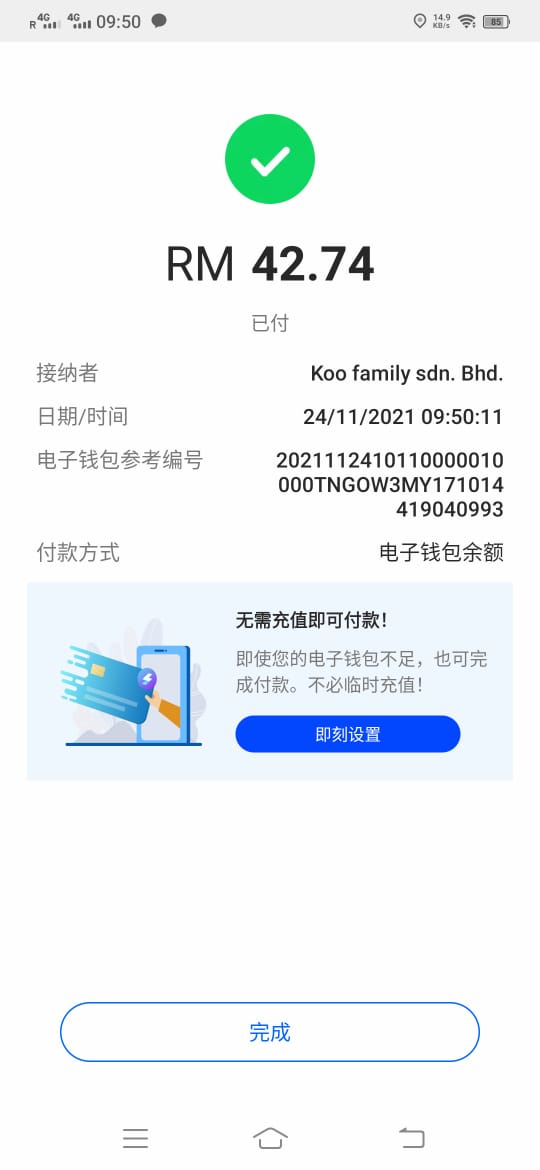 R 4G 4G 09:50 14.9 KB/s 85
RM 42.74
已付
接纳者 Koo family sdn. Bhd.
日期/时间 24/11/2021 09:50:11
电子钱包参考编号 2021112410110000010
000TNGOW3MY171014
419040993
付款方式 电子钱包余额
无需充值即可付款！
即使您的电子钱包不足，也可完
成付款。不必临时充值！
即刻设置
完成